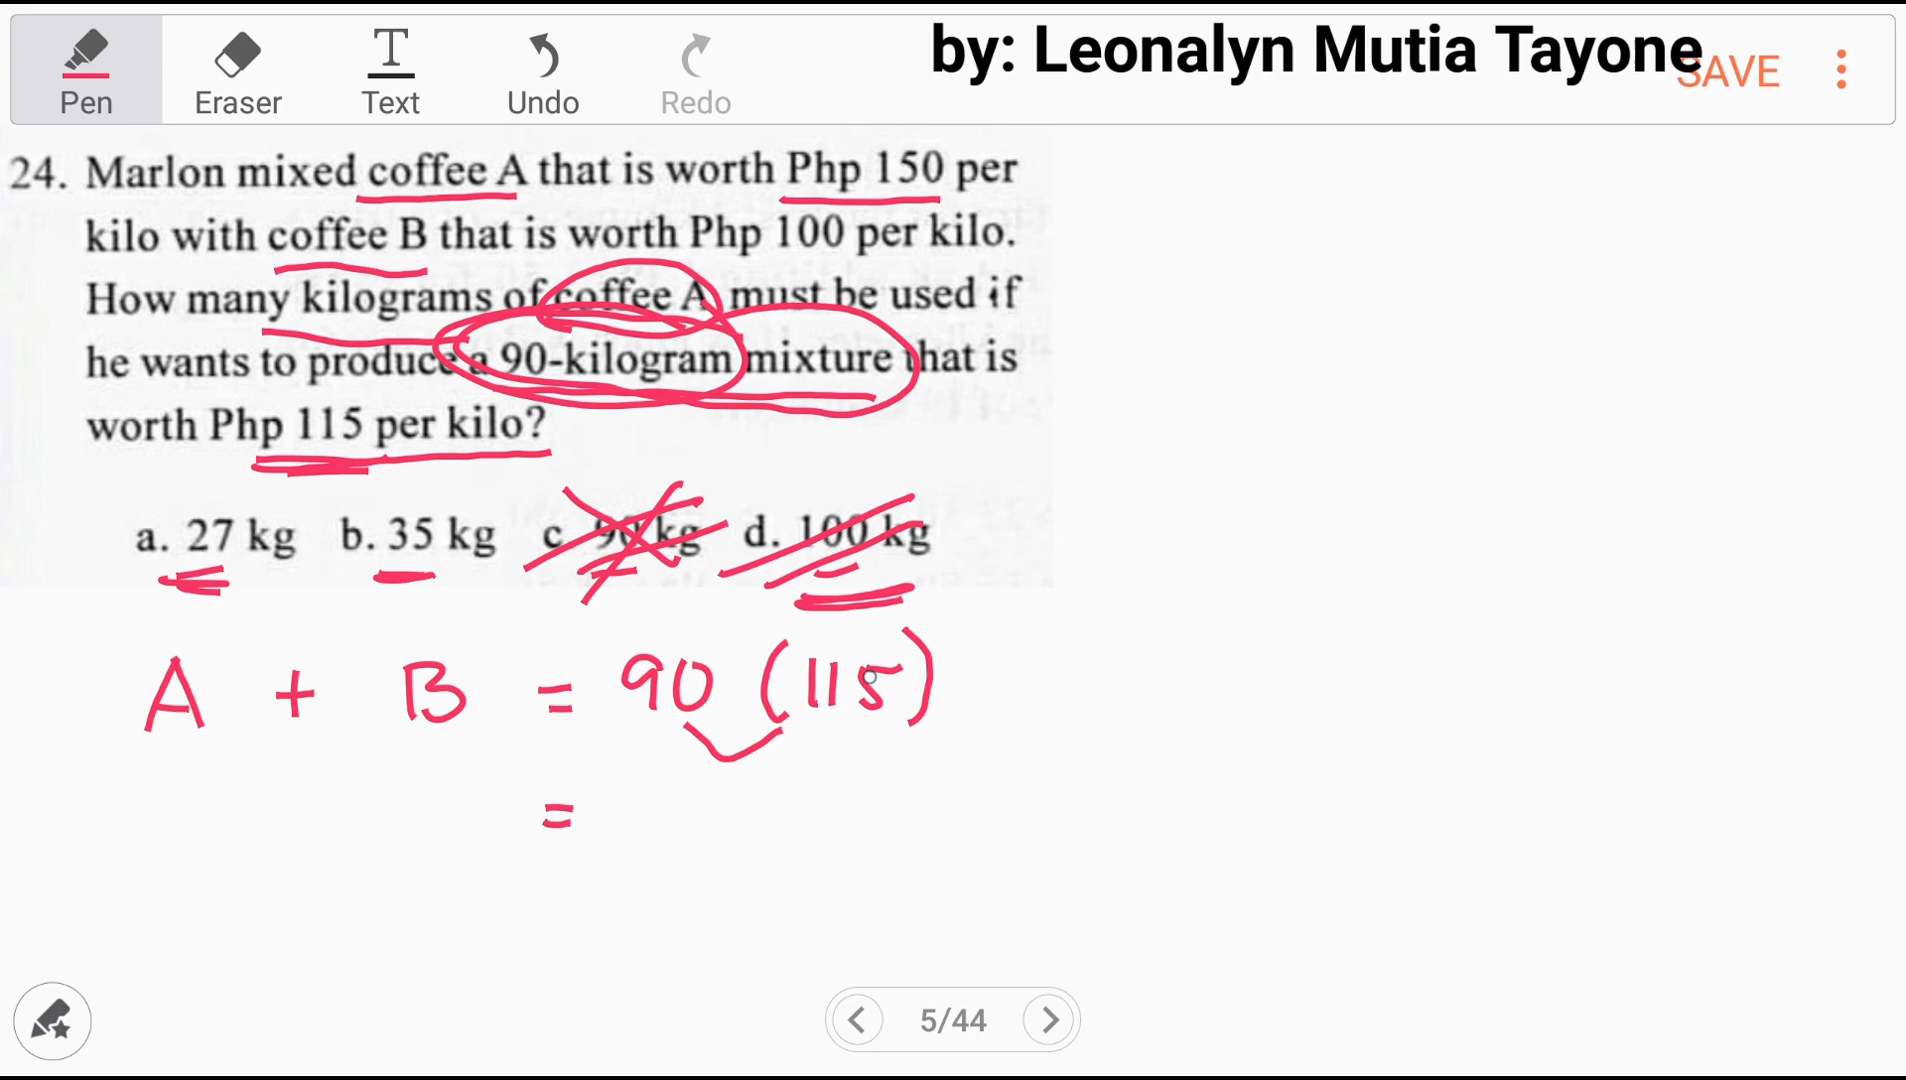 by: Leonalyn Mutia Tayone
SAVE
Pen Eraser Text Undo Redo
24. Marlon mixed coffee A that is worth Php 150 per
kilo with coffee B that is worth Php 100 per kilo.
How many kilograms of coffee A must be used if
he wants to produce a 90-kilogram mixture that is
worth Php 115 per kilo?
a. 27 kg b. 35 kg c. 90 kg d. 100 kg
A + B = 90 (115)
=
5/44